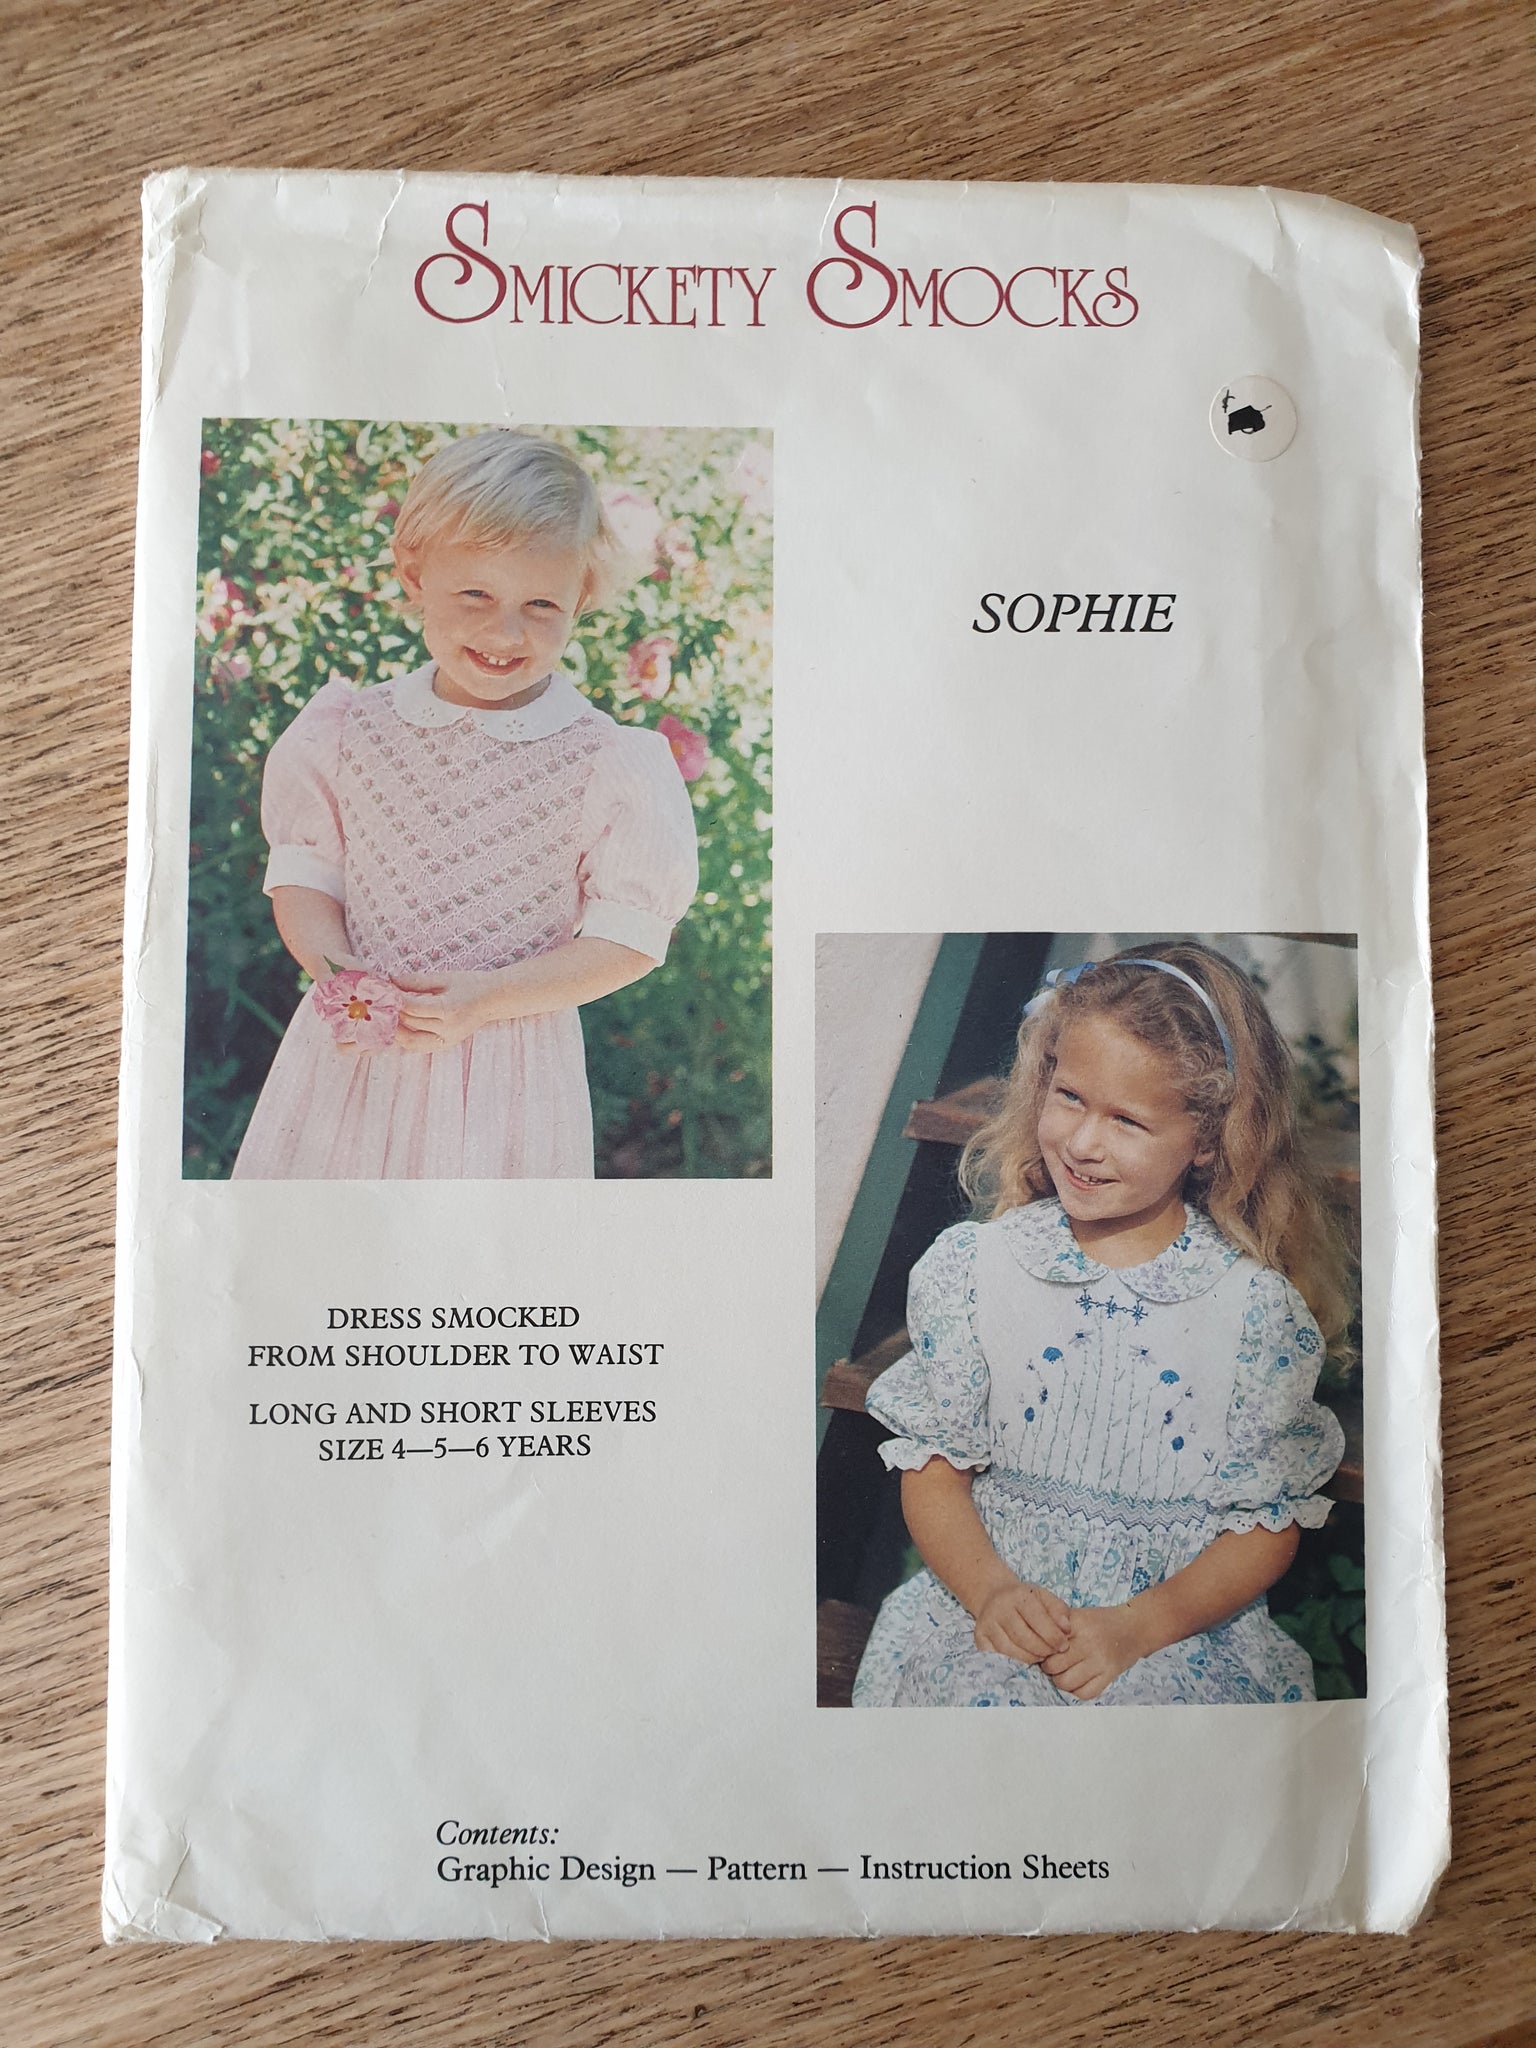 SMICKETY SMOCKS
SOPHIE
DRESS SMOCKED
FROM SHOULDER TO WAIST
LONG AND SHORT SLEEVES
SIZE 4—5—6 YEARS
Contents:
Graphic Design — Pattern — Instruction Sheets